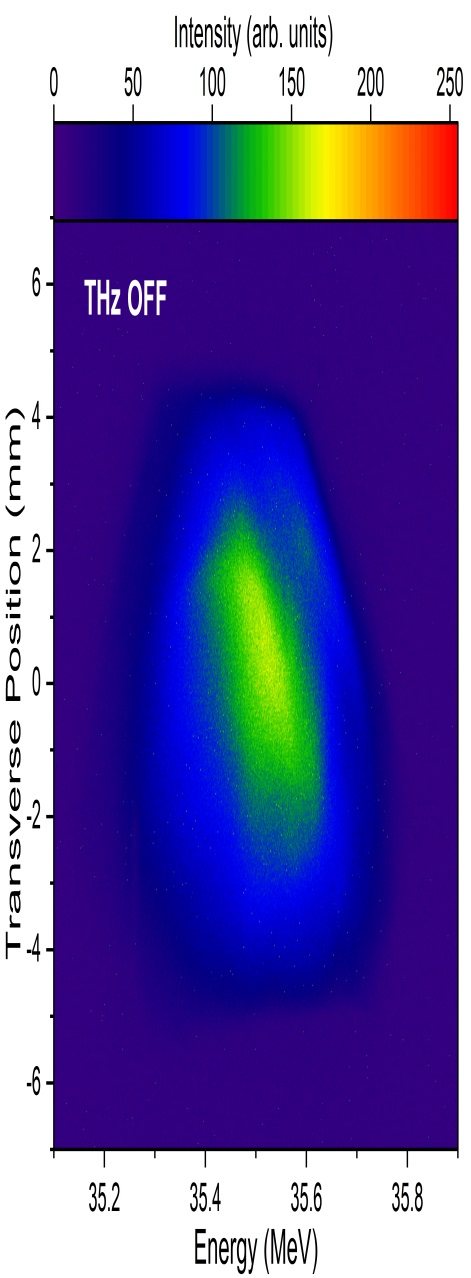 Intensity (arb. units)
0 50 100 150 200 250
THz OFF
6
4
2
0
-2
-4
-6
Transverse Position (mm)
35.2 35.4 35.6 35.8
Energy (MeV)